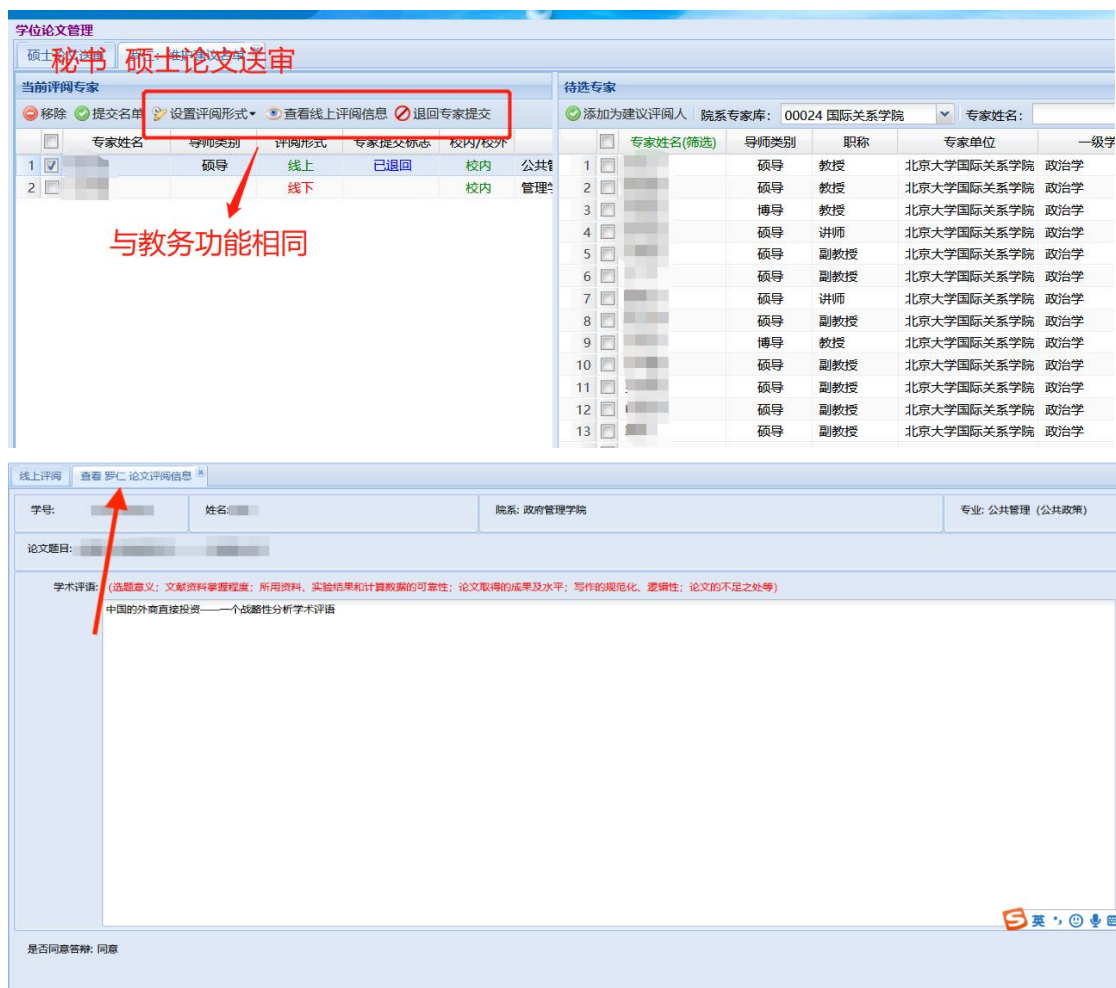 学位论文管理
硕士论文送审
秘书 硕士论文送审
当前评阅专家
移除 提交名单 设置评阅形式 查看线上评阅信息 退回专家提交
专家姓名 导师类别 评阅形式 专家提交标志 校内/校外
1 硕导 线上 已退回 校内 公共管
2 线下 校内 管理学
与教务功能相同
待选专家
添加为建议评阅人 院系专家库: 00024 国际关系学院 专家姓名:
专家姓名(筛选) 导师类别 职称 专家单位 一级学
1 硕导 教授 北京大学国际关系学院 政治学
2 硕导 教授 北京大学国际关系学院 政治学
3 博导 教授 北京大学国际关系学院 政治学
4 硕导 讲师 北京大学国际关系学院 政治学
5 硕导 副教授 北京大学国际关系学院 政治学
6 硕导 副教授 北京大学国际关系学院 政治学
7 硕导 讲师 北京大学国际关系学院 政治学
8 硕导 副教授 北京大学国际关系学院 政治学
9 博导 教授 北京大学国际关系学院 政治学
10 硕导 副教授 北京大学国际关系学院 政治学
11 硕导 副教授 北京大学国际关系学院 政治学
12 硕导 副教授 北京大学国际关系学院 政治学
13 硕导 副教授 北京大学国际关系学院 政治学
线上评阅 查看 罗仁 论文评阅信息
学号: 姓名: 院系: 政府管理学院 专业: 公共管理 (公共政策)
论文题目:
学术评语: (选题意义; 文献资料掌握程度; 所用资料、实验结果和计算数据的可靠性; 论文取得的成果及水平; 写作的规范化、逻辑性; 论文的不足之处等)
中国的外商直接投资——一个战略性分析学术评语
英
是否同意答辩: 同意